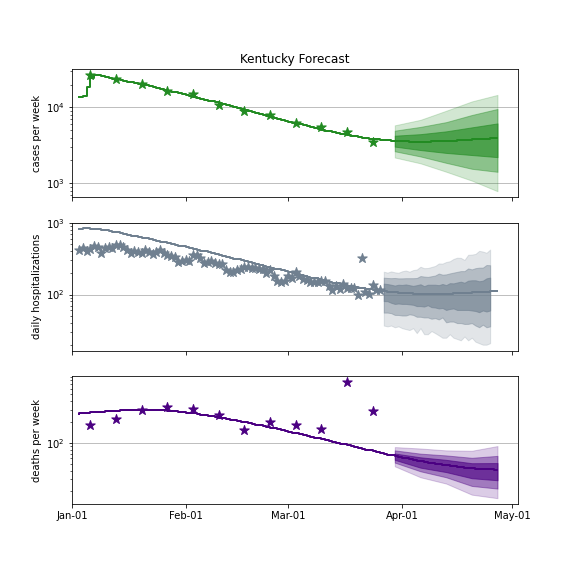 Kentucky Forecast
cases per week
10⁴
10³
daily hospitalizations
10³
10²
deaths per week
10²
Jan-01 Feb-01 Mar-01 Apr-01 May-01